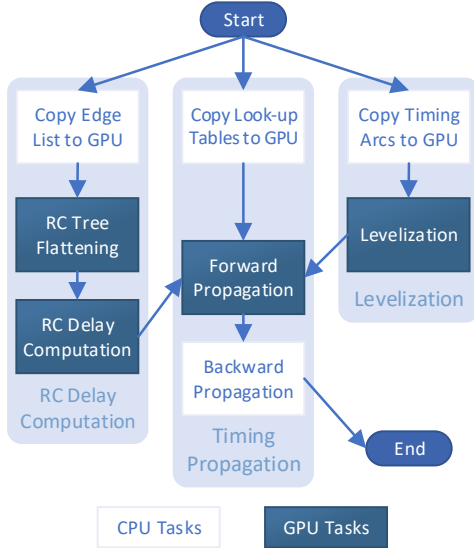 Start
Copy Edge
List to GPU
Copy Look-up
Tables to GPU
Copy Timing
Arcs to GPU
RC Tree
Flattening
Levelization
Forward
Propagation
Levelization
RC Delay
Computation
Backward
Propagation
RC Delay
Computation
Timing
Propagation
End
CPU Tasks
GPU Tasks